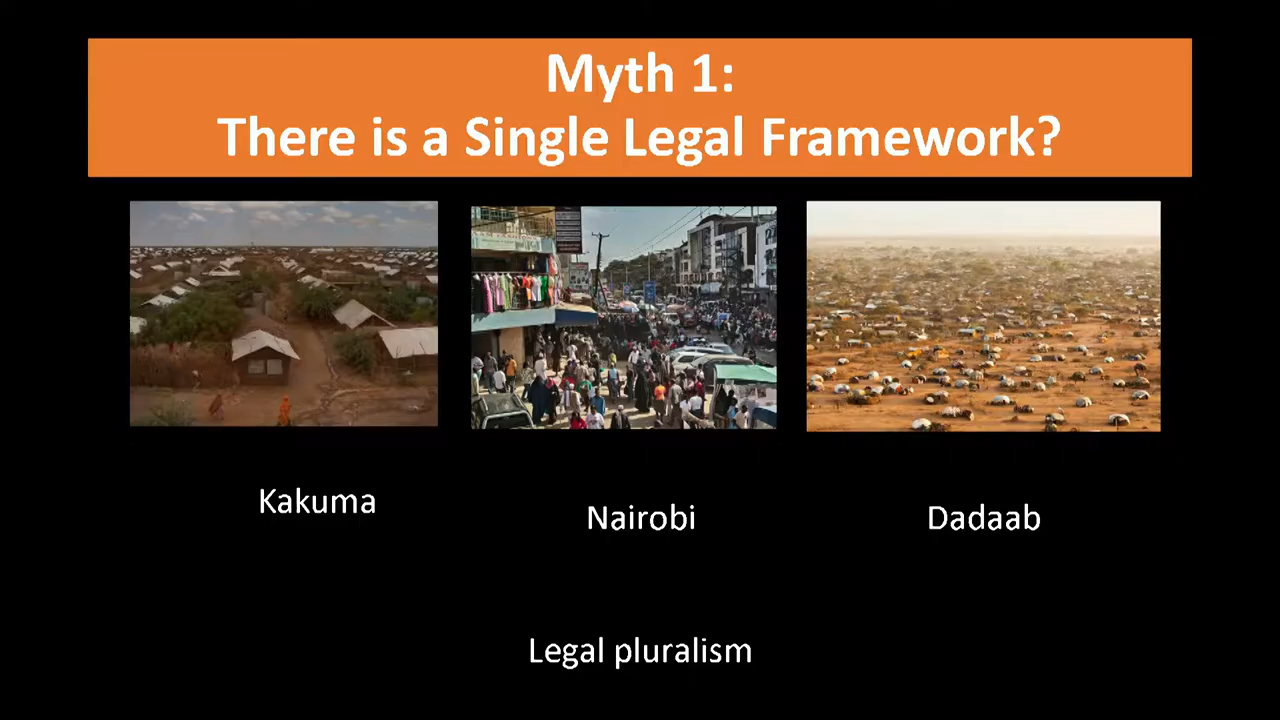 Myth 1:
There is a Single Legal Framework?
Kakuma
Nairobi
Dadaab
Legal pluralism